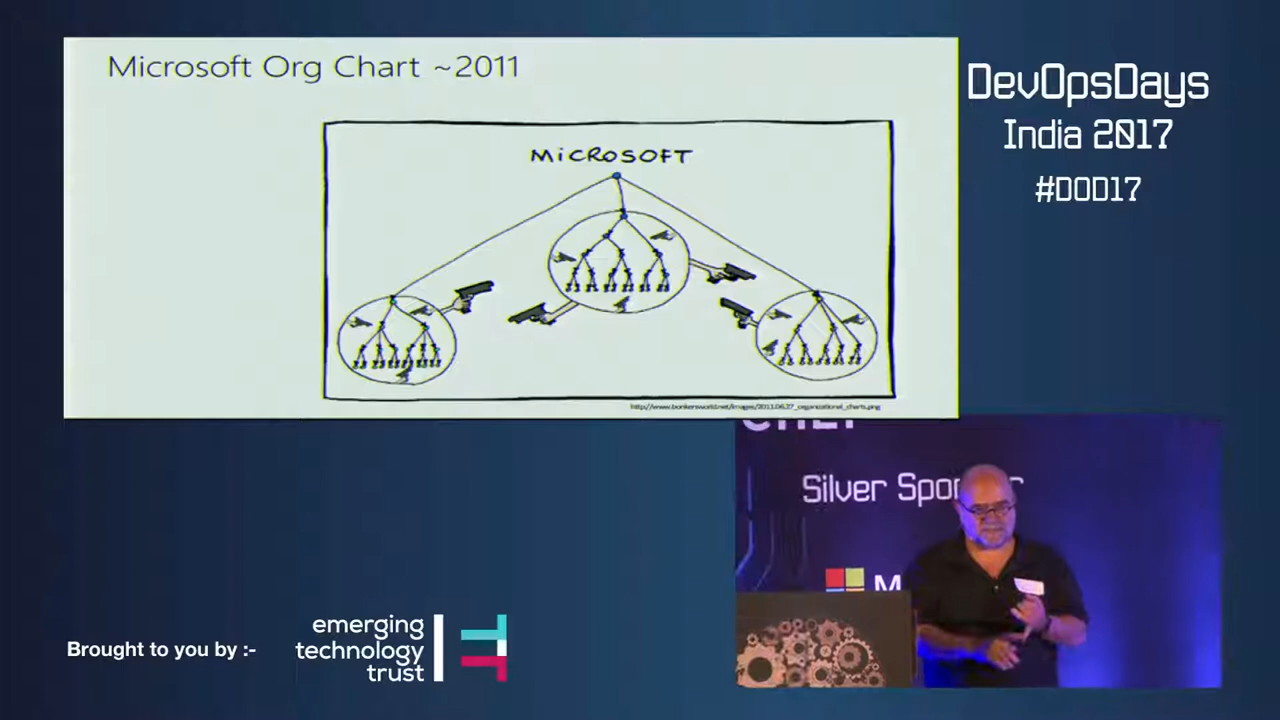 Microsoft Org Chart ~2011
MICROSOFT
http://www.bonkersworld.net/images/2011.06.27_organizational_charts.png
DevOpsDays
India 2017
#DOD17
CHEF
Silver Spo r
M
Brought to you by :-
emerging
technology
trust